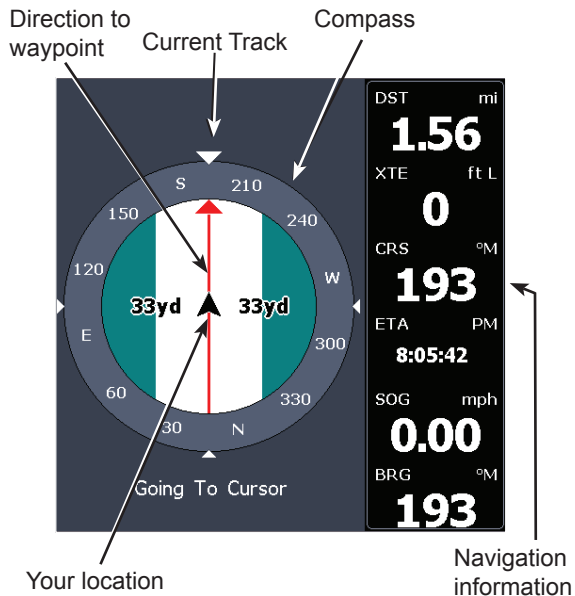 Direction to
waypoint
Current Track
Compass
DST mi
1.56
XTE ft L
0
CRS °M
193
ETA PM
8:05:42
SOG mph
0.00
BRG °M
193
S
210
240
W
300
330
N
30
60
E
120
150
33yd 33yd
Going To Cursor
Your location
Navigation
information